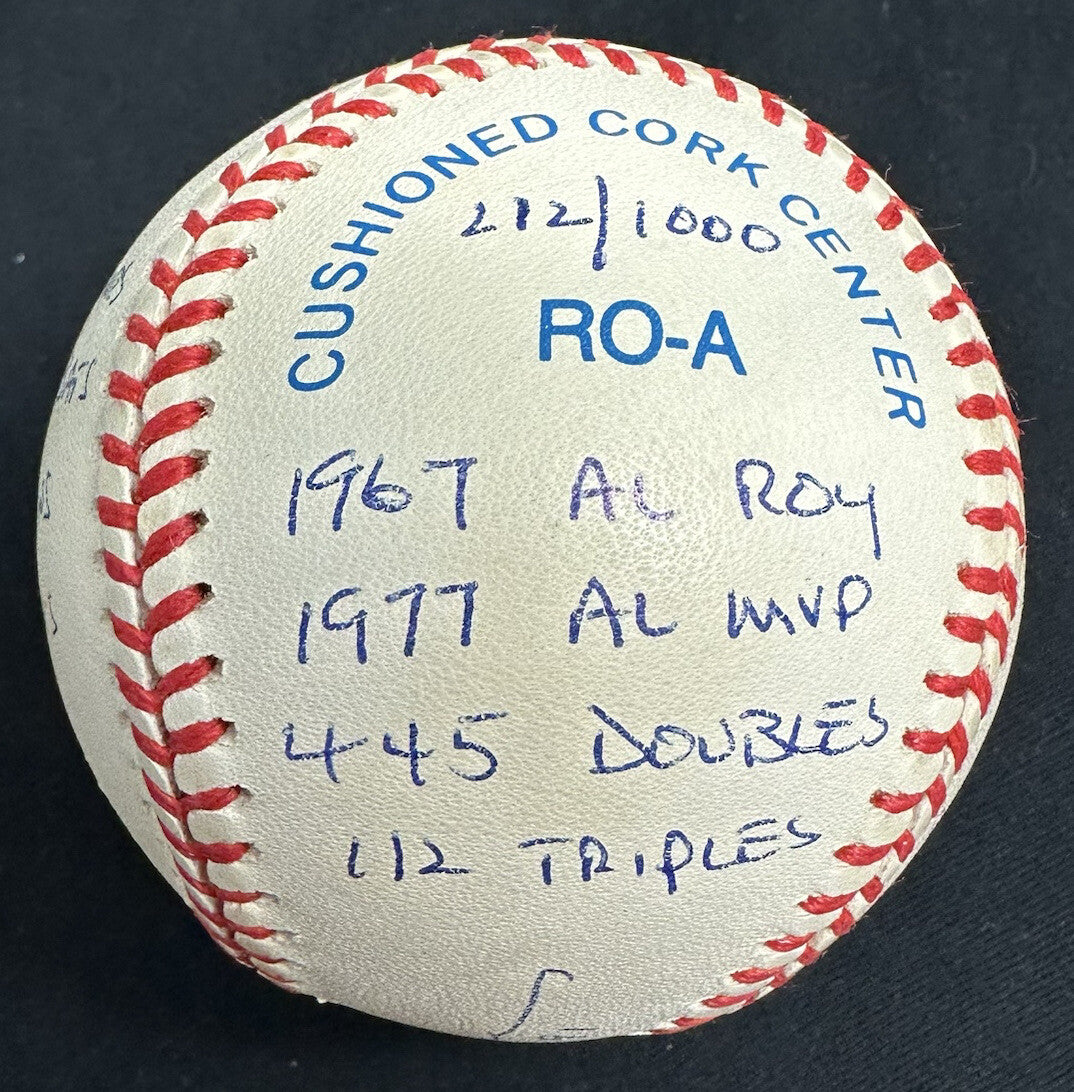 CUSHIONED CORK CENTER
212/1000
RO-A
1967 AL ROY
1977 AL MVP
445 DOUBLES
112 TRIPLES